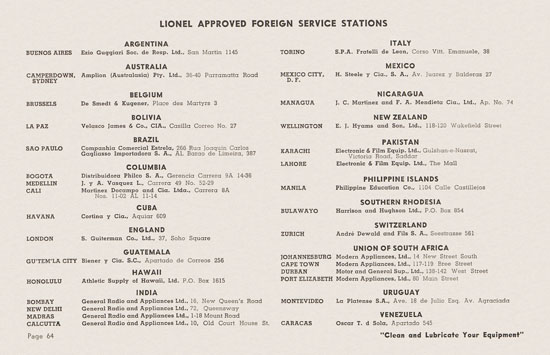 LIONEL APPROVED FOREIGN SERVICE STATIONS
ARGENTINA
BUENOS AIRES Ezio Guggiari Soc. de Resp. Ltd., San Martin 1145
AUSTRALIA
CAMPERDOWN, SYDNEY Amplion (Australasia) Pty. Ltd., 36-40 Parramatta Road
BELGIUM
BRUSSELS De Smedt & Kugener, Place des Martyrs 3
BOLIVIA
LA PAZ Velasco James & Co., CIA., Casilla Correo No. 27
BRAZIL
SAO PAULO Companhia Comercial Estrela, 266 Rua Joaquin Carlos
Gagliasso Importadora S. A., AL Baraa de Limeira, 387
COLUMBIA
BOGOTA Distribuidora Philco S. A., Gerencia Carrera 9A 14-36
MEDELLIN J. y A. Vasquez L., Carrera 49 No. 52-29
CALI Martinez Docampo and Cia. Ltda., Carrera 8A
Nos. 11-02 AL 11-14
CUBA
HAVANA Cortina y Cia., Aquiar 609
ENGLAND
LONDON S. Guiterman Co., Ltd., 37, Soho Square
GUATEMALA
GU'TEM'LA CITY Biener y Cia. S.C., Apartado de Correos 256
HAWAII
HONOLULU Athletic Supply of Hawaii, Ltd. P.O. Box 1615
INDIA
BOMBAY General Radio and Appliances Ltd., 16, New Queen's Road
NEW DELHI General Radio and Appliances Ltd., 72, Queensway
MADRAS General Radio and Appliances Ltd., 1-18 Mount Road
CALCUTTA General Radio and Appliances Ltd., 10, Old Court House St.
Page 64
ITALY
TORINO S.P.A. Fratelli de Leon, Corso Vitt. Emanuele, 38
MEXICO
MEXICO CITY, D. F. H. Steele y Cia., S. A., Av. Juarez y Balderas 27
NICARAGUA
MANAGUA J. C. Martinez and F. A. Mendieta Cia., Ltd., Ap. No. 74
NEW ZEALAND
WELLINGTON E. J. Hyams and Son, Ltd., 118-120 Wakefield Street
PAKISTAN
KARACHI Electronic & Film Equip. Ltd., Gulshan-e-Nasrat,
Victoria Road, Saddar
LAHORE Electronic & Film Equip. Ltd., The Mall
PHILIPPINE ISLANDS
MANILA Philippine Education Co., 1104 Calle Castillejos
SOUTHERN RHODESIA
BULAWAYO Harrison and Hughson Ltd., P.O. Box 854
SWITZERLAND
ZURICH André Dewald and Fils S. A., Seestrasse 561
UNION OF SOUTH AFRICA
JOHANNESBURG Modern Appliances, Ltd., 14 New Street South
CAPE TOWN Modern Appliances, Ltd., 117-119 Bree Street
DURBAN Motor and General Sup., Ltd., 138-142 West Street
PORT ELIZABETH Modern Appliances, Ltd., 80 Main Street
URUGUAY
MONTEVIDEO La Platense S.A., Ave. 18 de Julio Esq. Av. Agraciada
VENEZUELA
CARACAS Oscar T. d Sola, Apartado 545
"Clean and Lubricate Your Equipment"